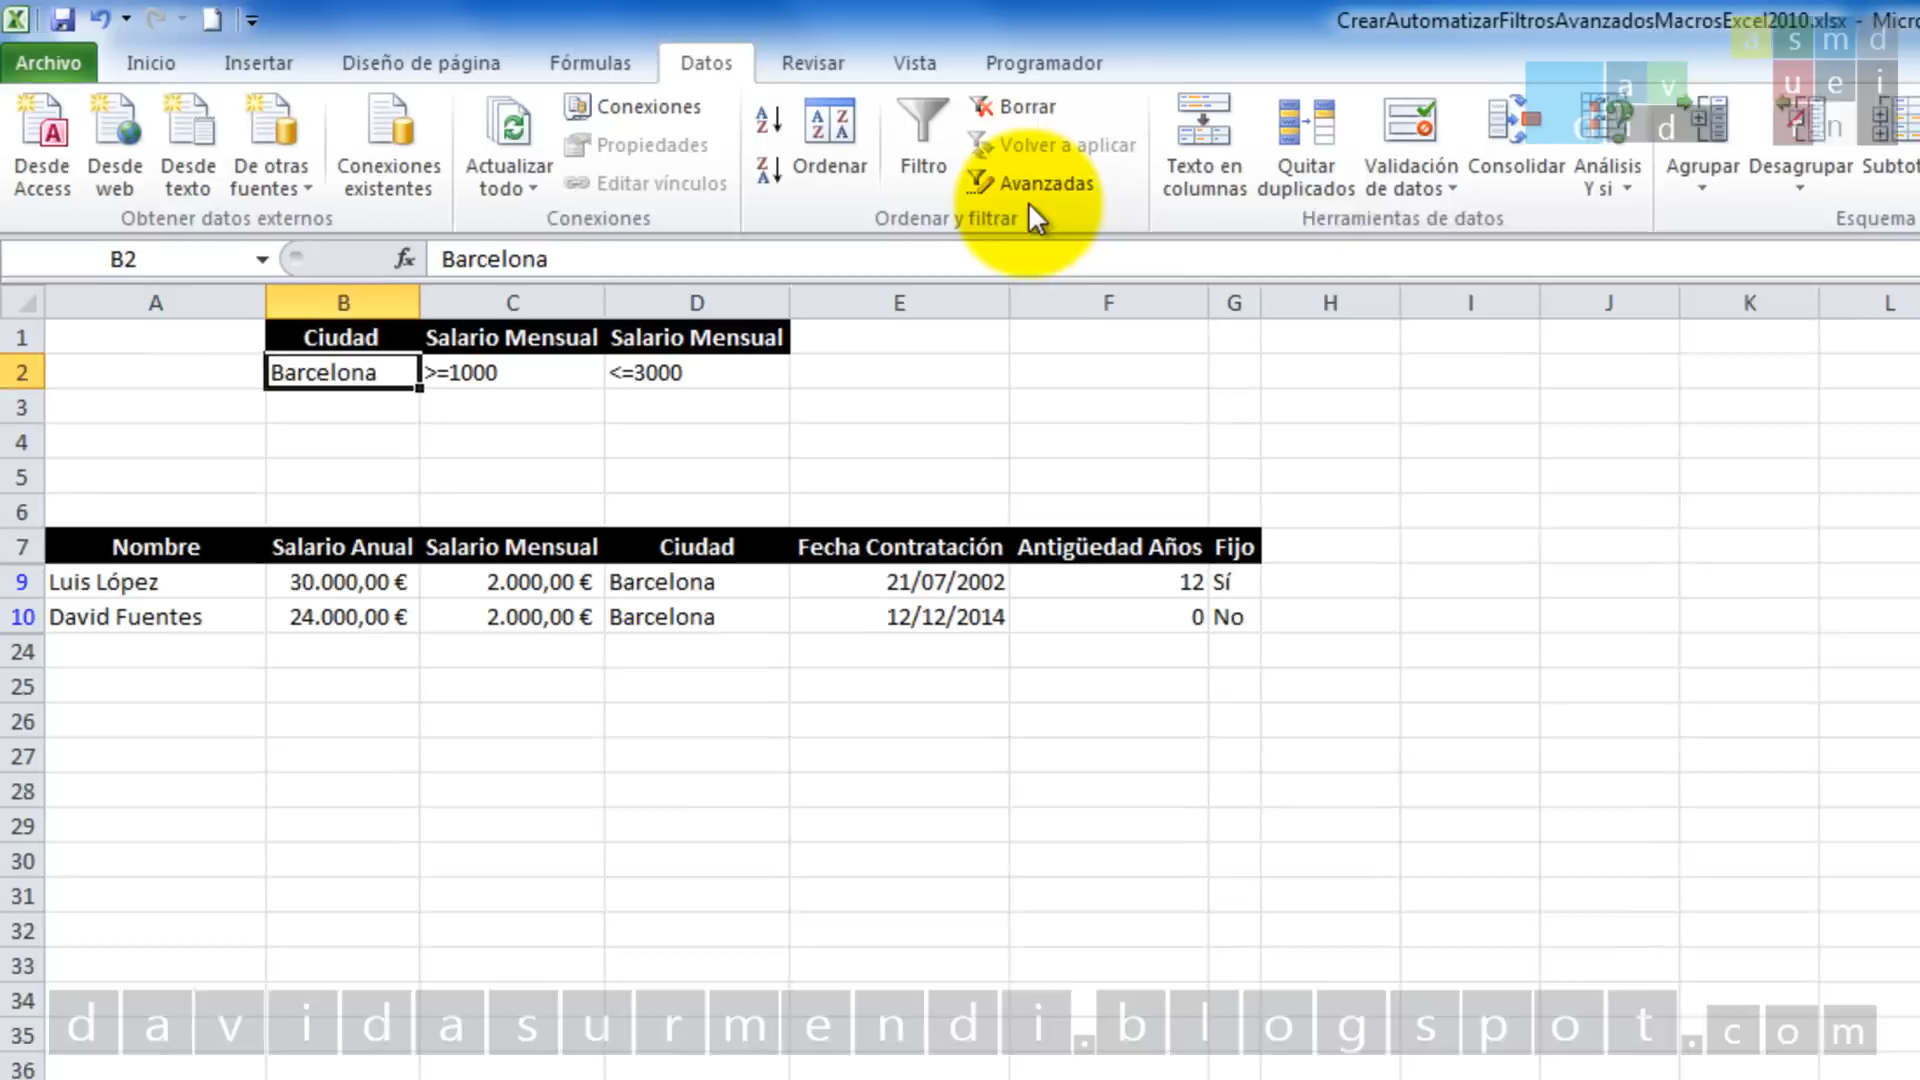 CrearAutomatizarFiltrosAvanzadosMacrosExcel2010.xlsx - Micro
Archivo Inicio Insertar Diseño de página Fórmulas Datos Revisar Vista Programador
Desde Access
Desde web
Desde texto
De otras fuentes
Conexiones existentes
Actualizar todo
Conexiones
Propiedades
Editar vínculos
Ordenar
Filtro
Borrar
Volver a aplicar
Avanzadas
Texto en columnas
Quitar duplicados
Validación de datos
Consolidar
Análisis Y si
Agrupar
Desagrupar
Subtot
Obtener datos externos Conexiones Ordenar y filtrar Herramientas de datos Esquema
B2 fx Barcelona
A B C D E F G H I J K L
1 Ciudad Salario Mensual Salario Mensual
2 Barcelona >=1000 <=3000
3
4
5
6
7 Nombre Salario Anual Salario Mensual Ciudad Fecha Contratación Antigüedad Años Fijo
9 Luis López 30.000,00 € 2.000,00 € Barcelona 21/07/2002 12 Sí
10 David Fuentes 24.000,00 € 2.000,00 € Barcelona 12/12/2014 0 No
24
25
26
27
28
29
30
31
32
33
34
35
36
davidasurmendi.blogspot.com